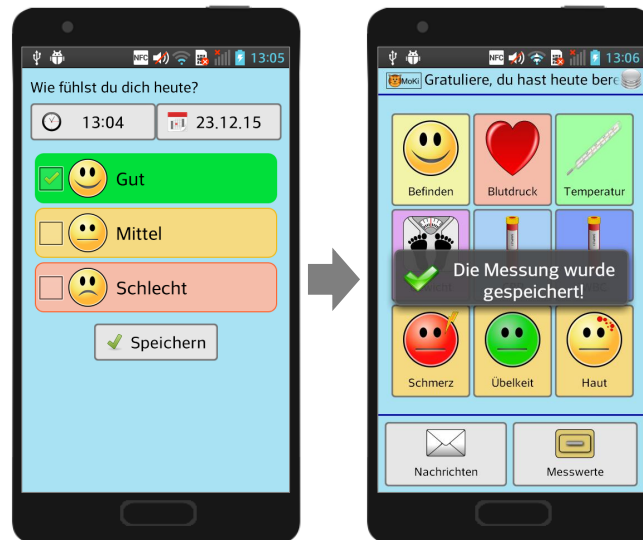 NFC
13:05
Wie fühlst du dich heute?
13:04
23.12.15
Gut
Mittel
Schlecht
Speichern
NFC
13:06
MoKi Gratuliere, du hast heute bere
Befinden
Blutdruck
Temperatur
Die Messung wurde
gespeichert!
Schmerz
Übelkeit
Haut
Nachrichten
Messwerte